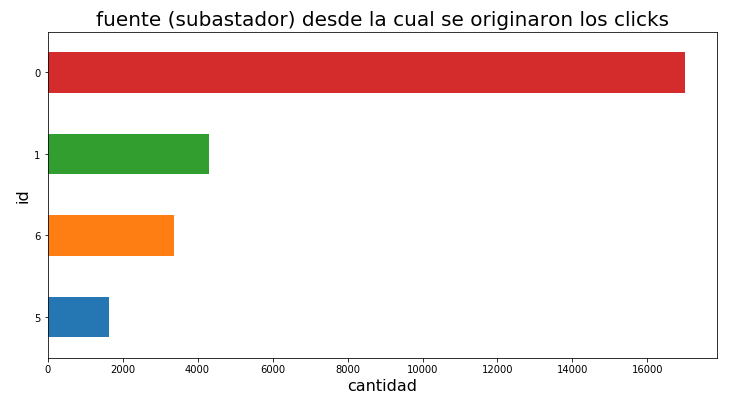 fuente (subastador) desde la cual se originaron los clicks
0
1
6
5
id
0 2000 4000 6000 8000 10000 12000 14000 16000
cantidad